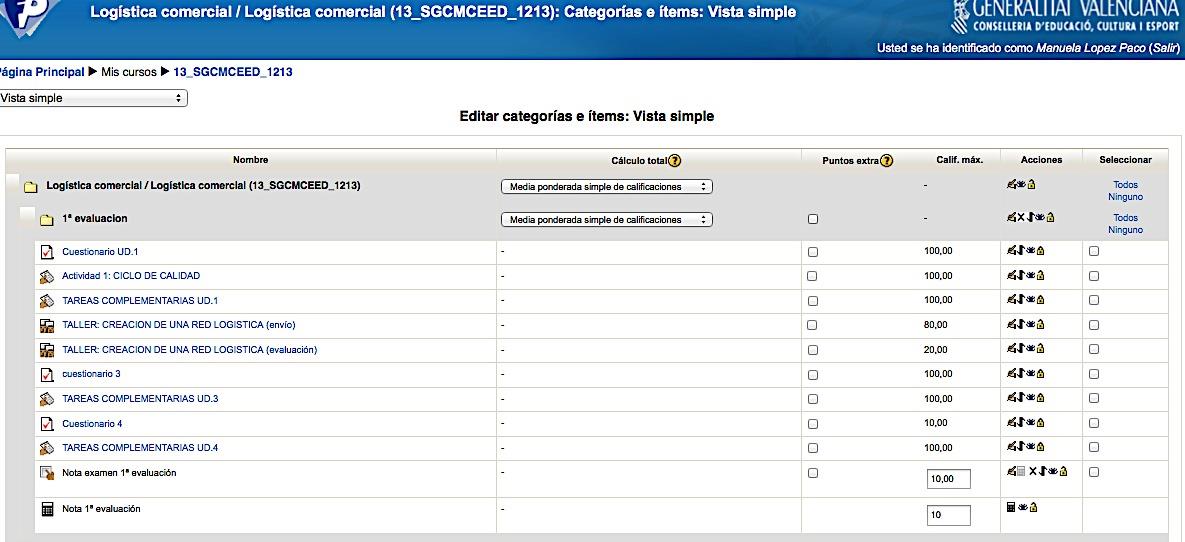 Logística comercial / Logística comercial (13_SGCMCEED_1213): Categorías e ítems: Vista simple
GENERALITAT VALENCIANA
CONSELLERIA D'EDUCACIÓ, CULTURA I ESPORT
Usted se ha identificado como Manuela Lopez Paco (Salir)
Página Principal ► Mis cursos ► 13_SGCMCEED_1213
Vista simple
Editar categorías e ítems: Vista simple
Nombre Cálculo total ? Puntos extra ? Calif. máx. Acciones Seleccionar
Logística comercial / Logística comercial (13_SGCMCEED_1213) Media ponderada simple de calificaciones - Todos
Ninguno
1ª evaluacion Media ponderada simple de calificaciones - Todos
Ninguno
Cuestionario UD.1 - 100,00
Actividad 1: CICLO DE CALIDAD - 100,00
TAREAS COMPLEMENTARIAS UD.1 - 100,00
TALLER: CREACION DE UNA RED LOGISTICA (envío) - 80,00
TALLER: CREACION DE UNA RED LOGISTICA (evaluación) - 20,00
cuestionario 3 - 100,00
TAREAS COMPLEMENTARIAS UD.3 - 100,00
Cuestionario 4 - 10,00
TAREAS COMPLEMENTARIAS UD.4 - 100,00
Nota examen 1ª evaluación - 10,00
Nota 1ª evaluación - 10